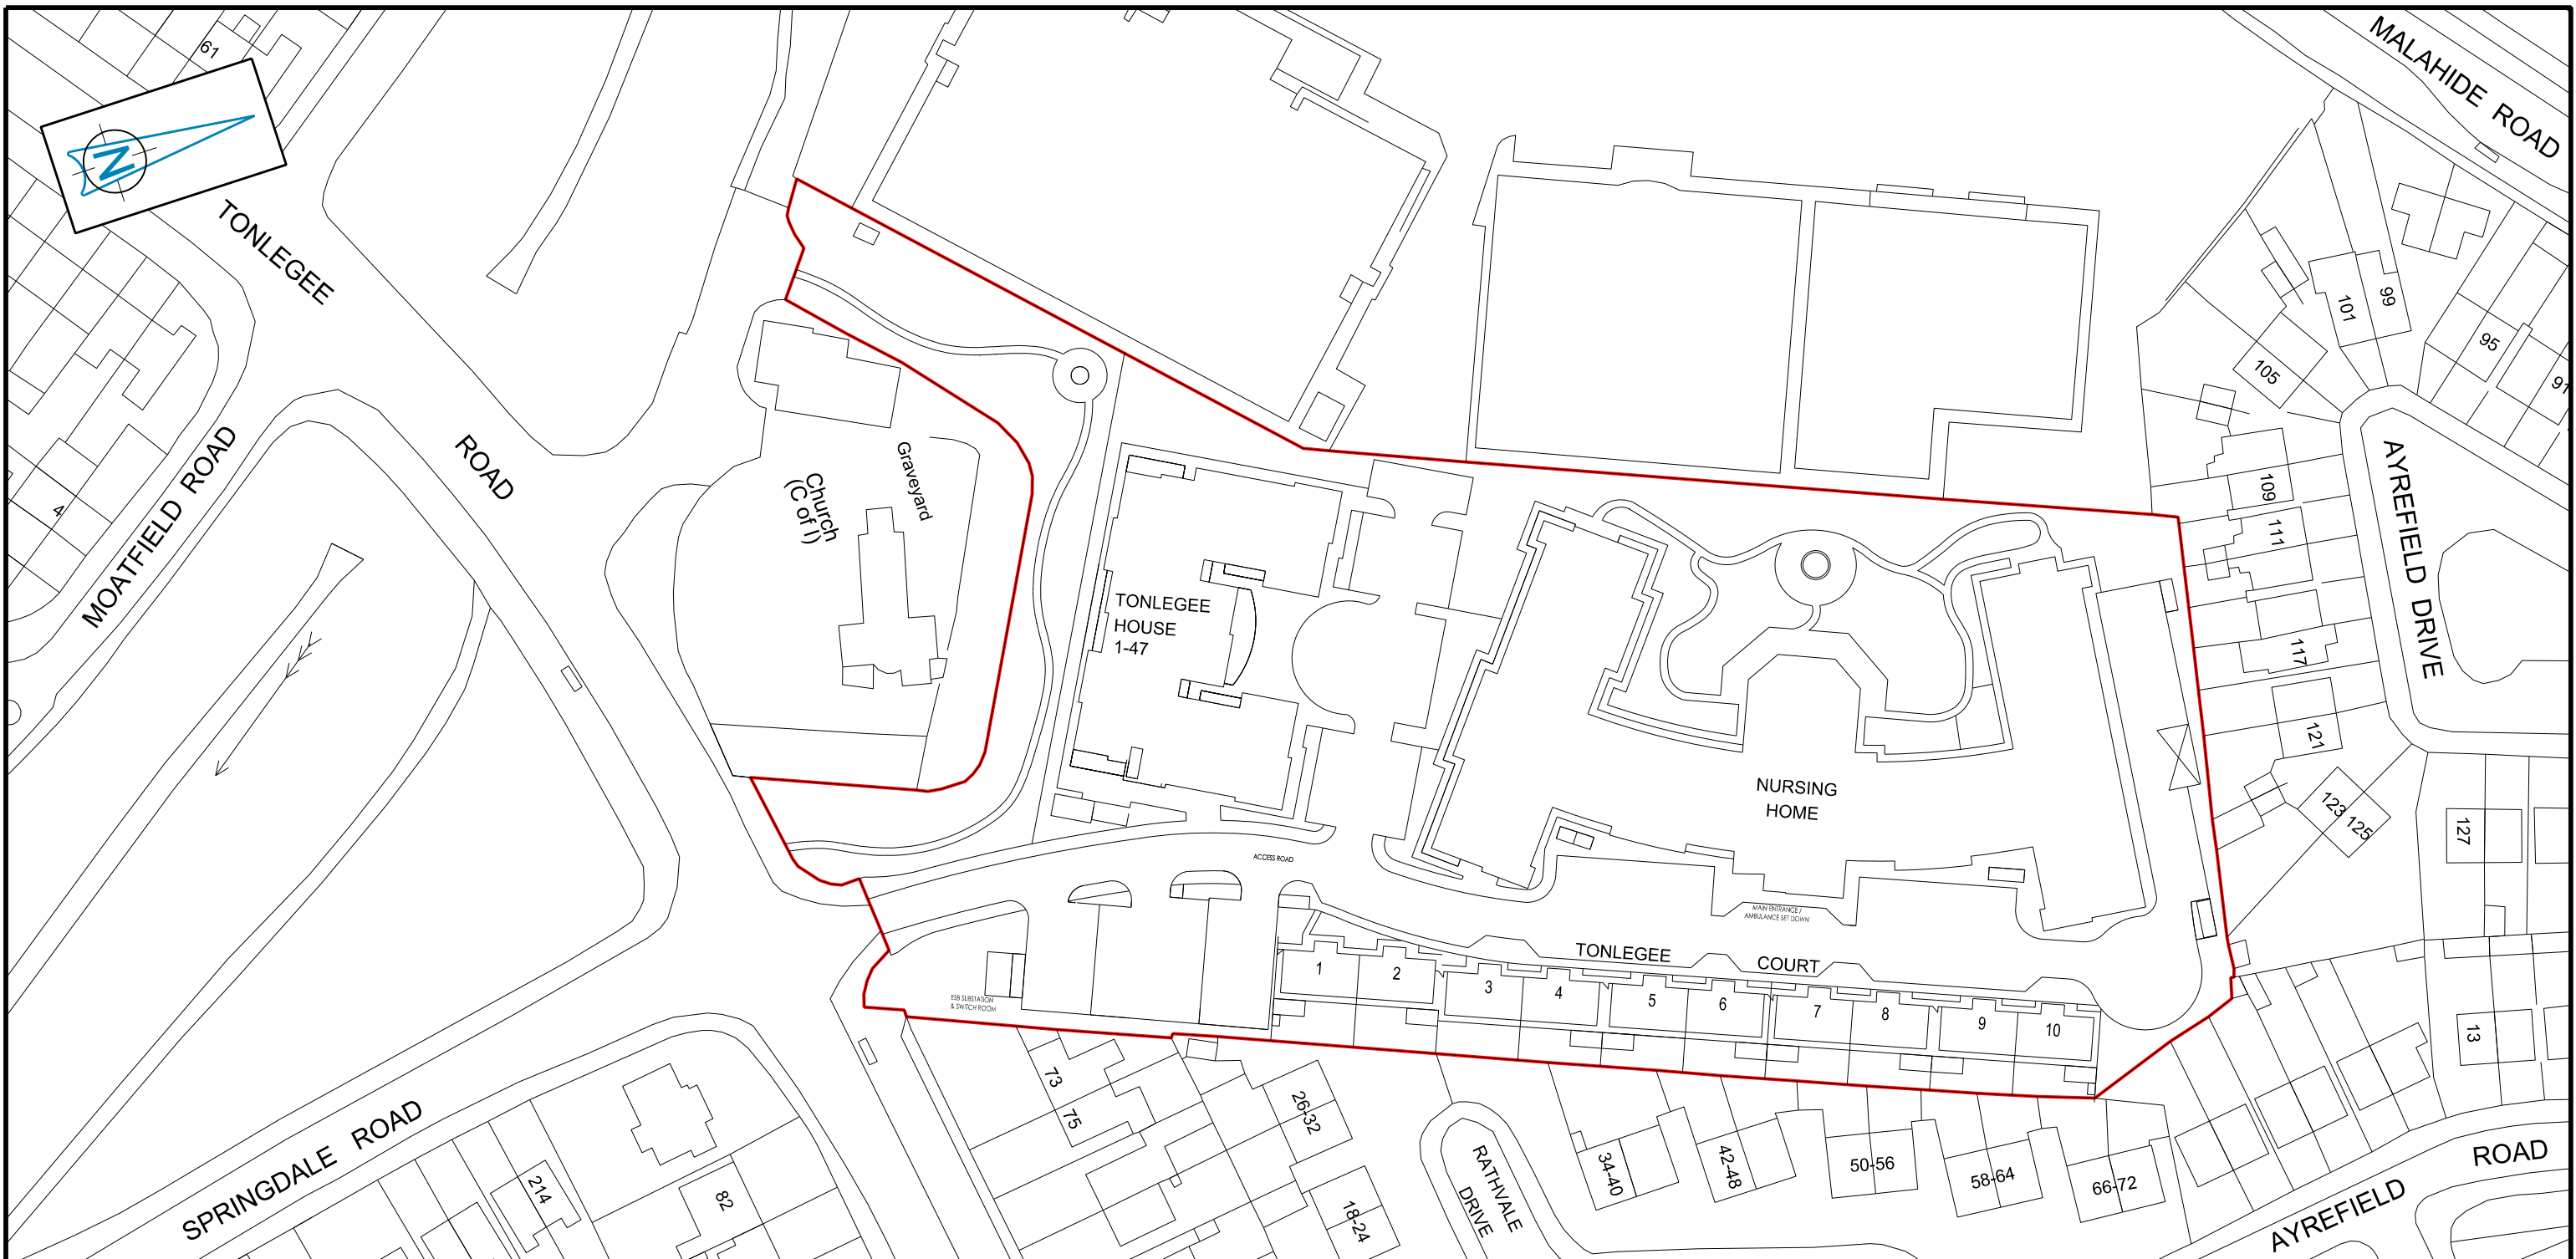 61
N
TONLEGEE
ROAD
MOATFIELD ROAD
4
SPRINGDALE ROAD
214
82
Church
(C of I)
Graveyard
TONLEGEE
HOUSE
1-47
ACCESS ROAD
NURSING
HOME
MAIN ENTRANCE /
AMBULANCE SET DOWN
TONLEGEE COURT
1
2
3
4
5
6
7
8
9
10
ESB SUBSTATION
& SWITCH ROOM
73
75
26-32
18-24
RATHVALE
DRIVE
34-40
42-48
50-56
58-64
66-72
AYREFIELD ROAD
MALAHIDE ROAD
99
101
95
91
105
109
111
117
121
123
125
127
13
AYREFIELD DRIVE